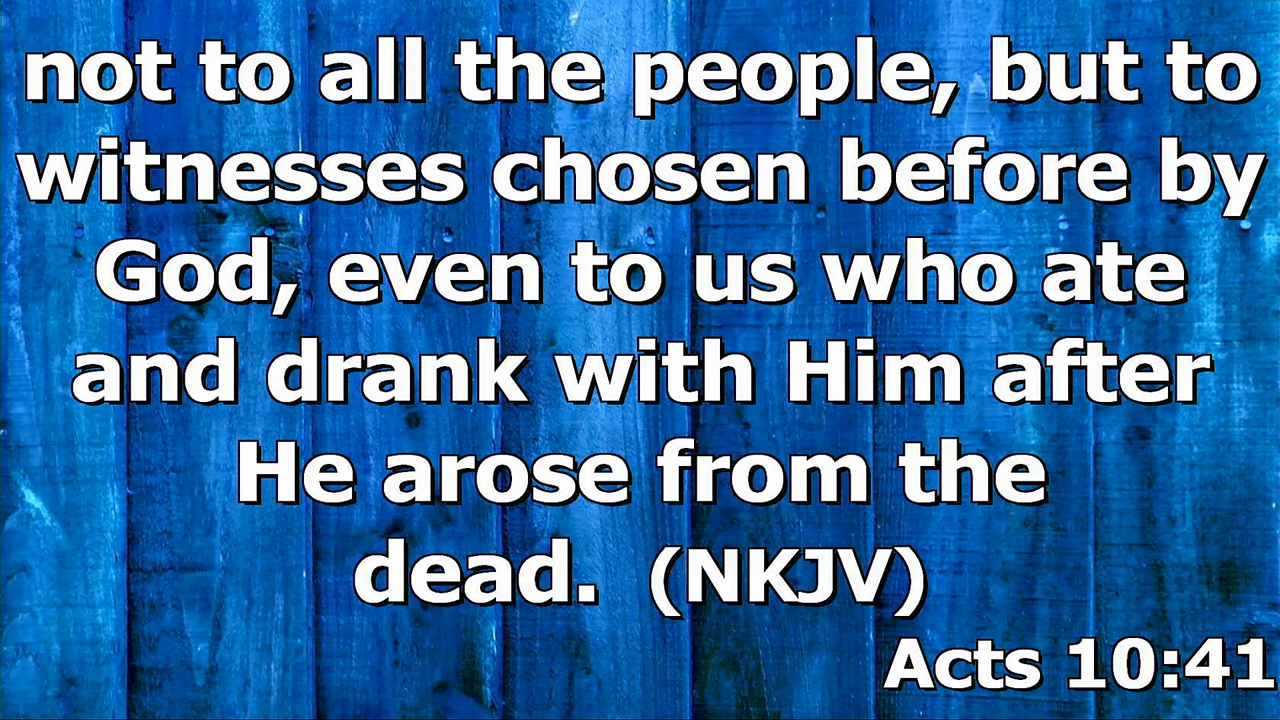 not to all the people, but to
witnesses chosen before by
God, even to us who ate
and drank with Him after
He arose from the
dead.  (NKJV)
Acts 10:41